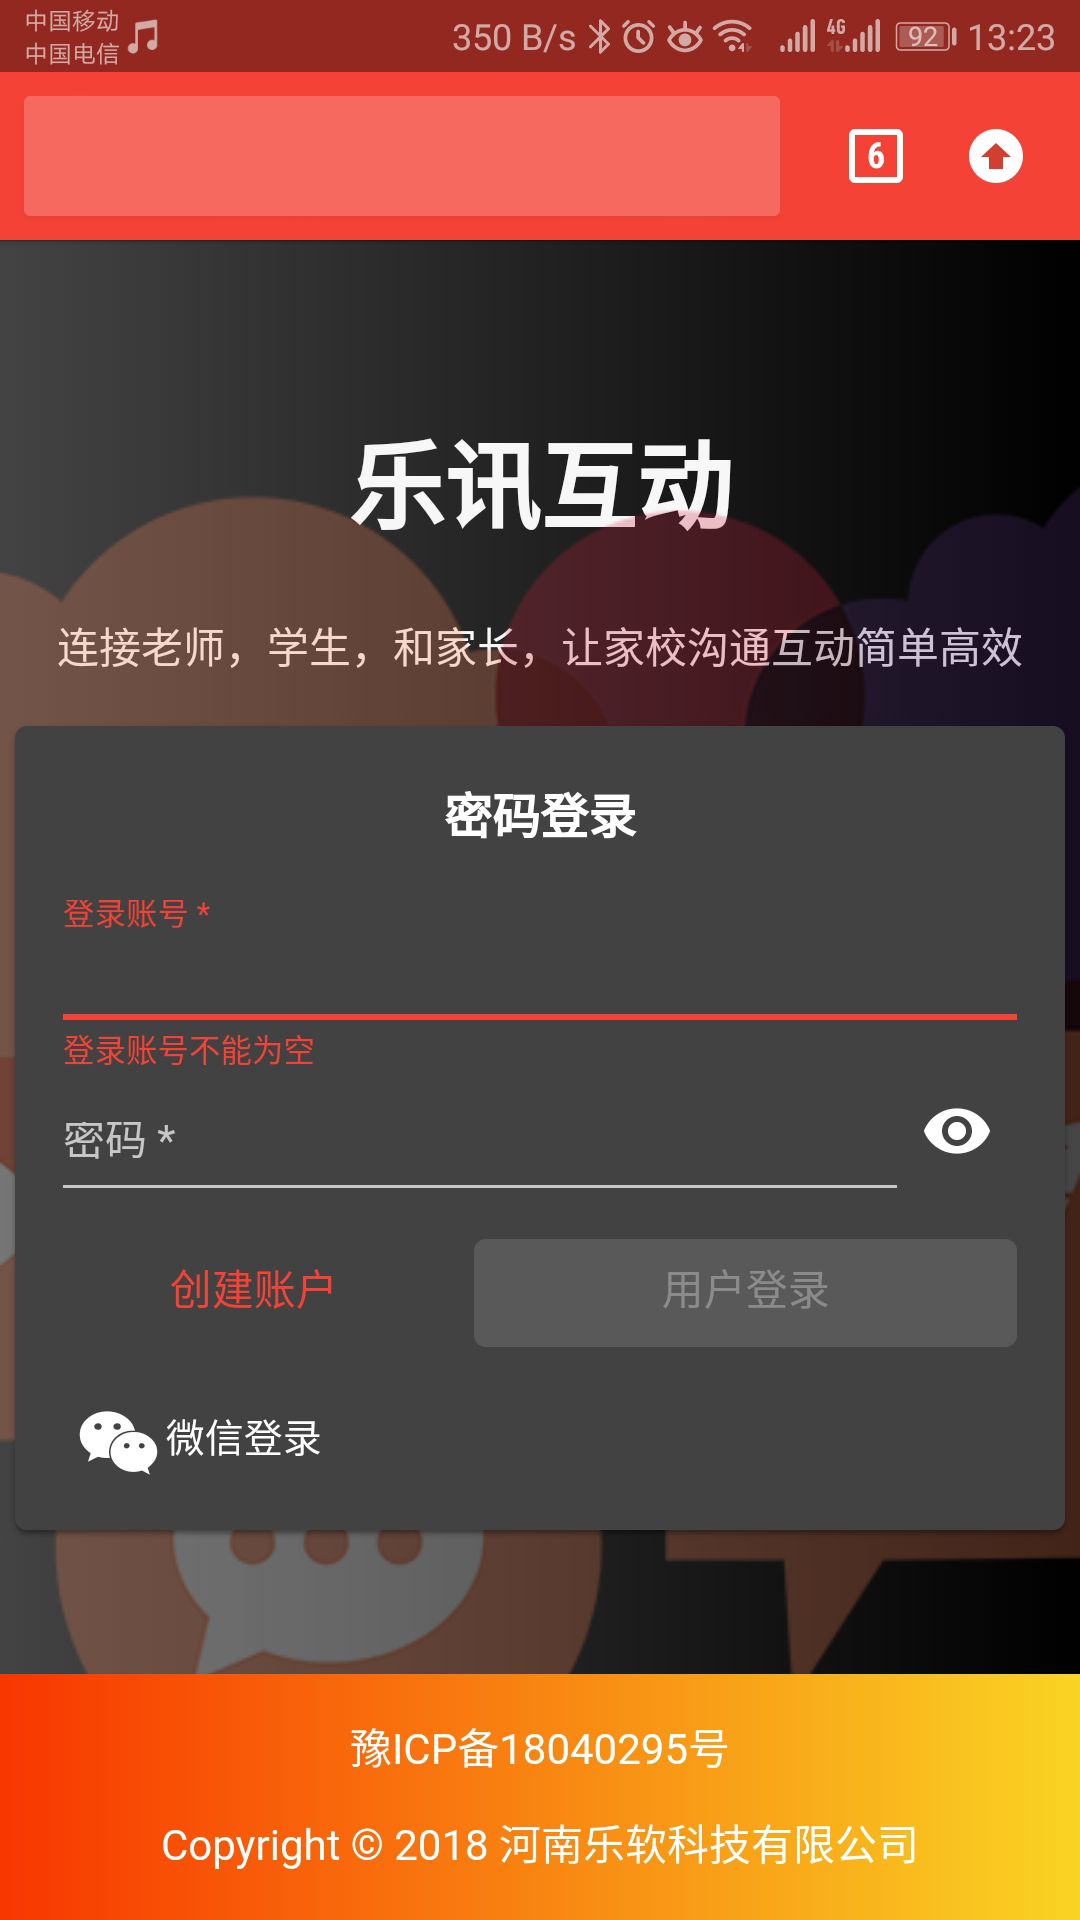 中国移动
中国电信
350 B/s 4G 92 13:23
6
乐讯互动
连接老师，学生，和家长，让家校沟通互动简单高效
密码登录
登录账号 *
登录账号不能为空
密码 *
创建账户 用户登录
微信登录
豫ICP备18040295号
Copyright © 2018 河南乐软科技有限公司